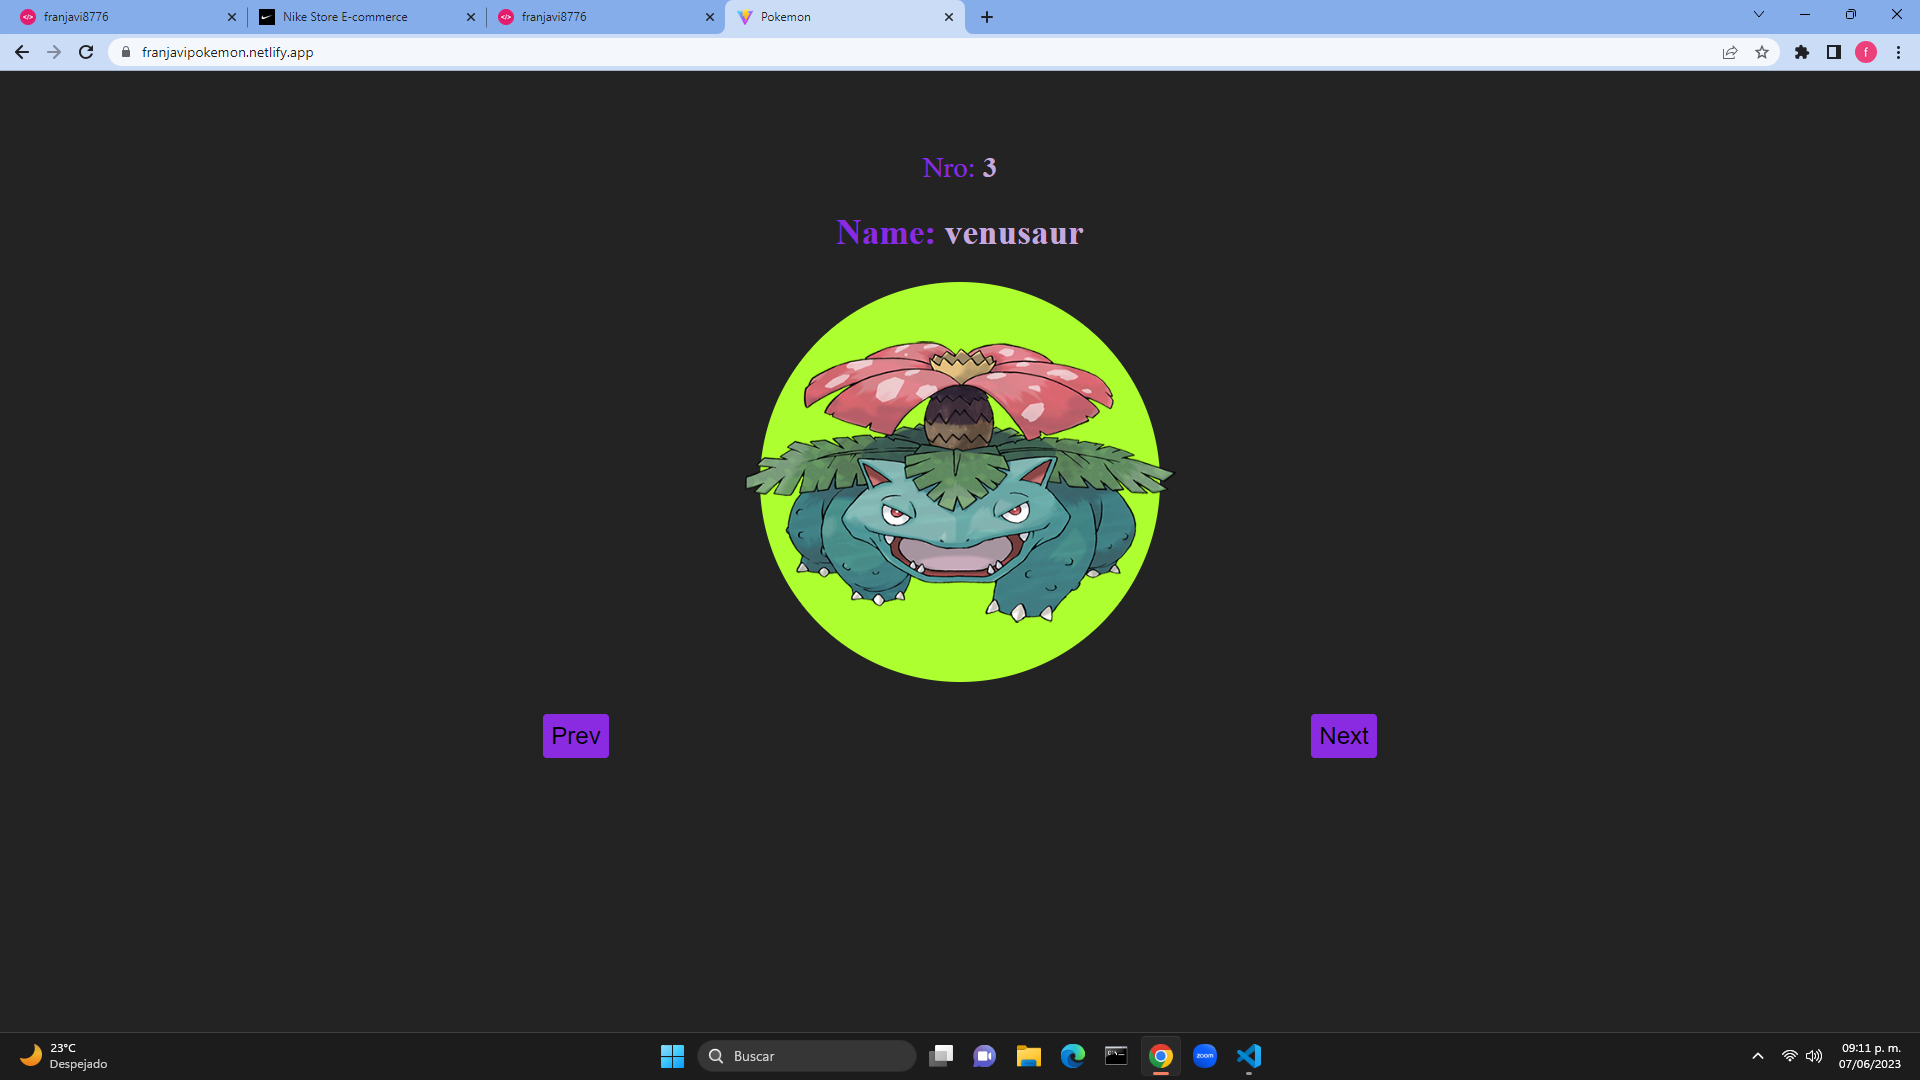 franjavi8776
Nike Store E-commerce
franjavi8776
Pokemon
franjavipokemon.netlify.app
f
Nro: 3
Name: venusaur
Prev
Next
23°C
Despejado
Buscar
zoom
09:11 p. m.
07/06/2023